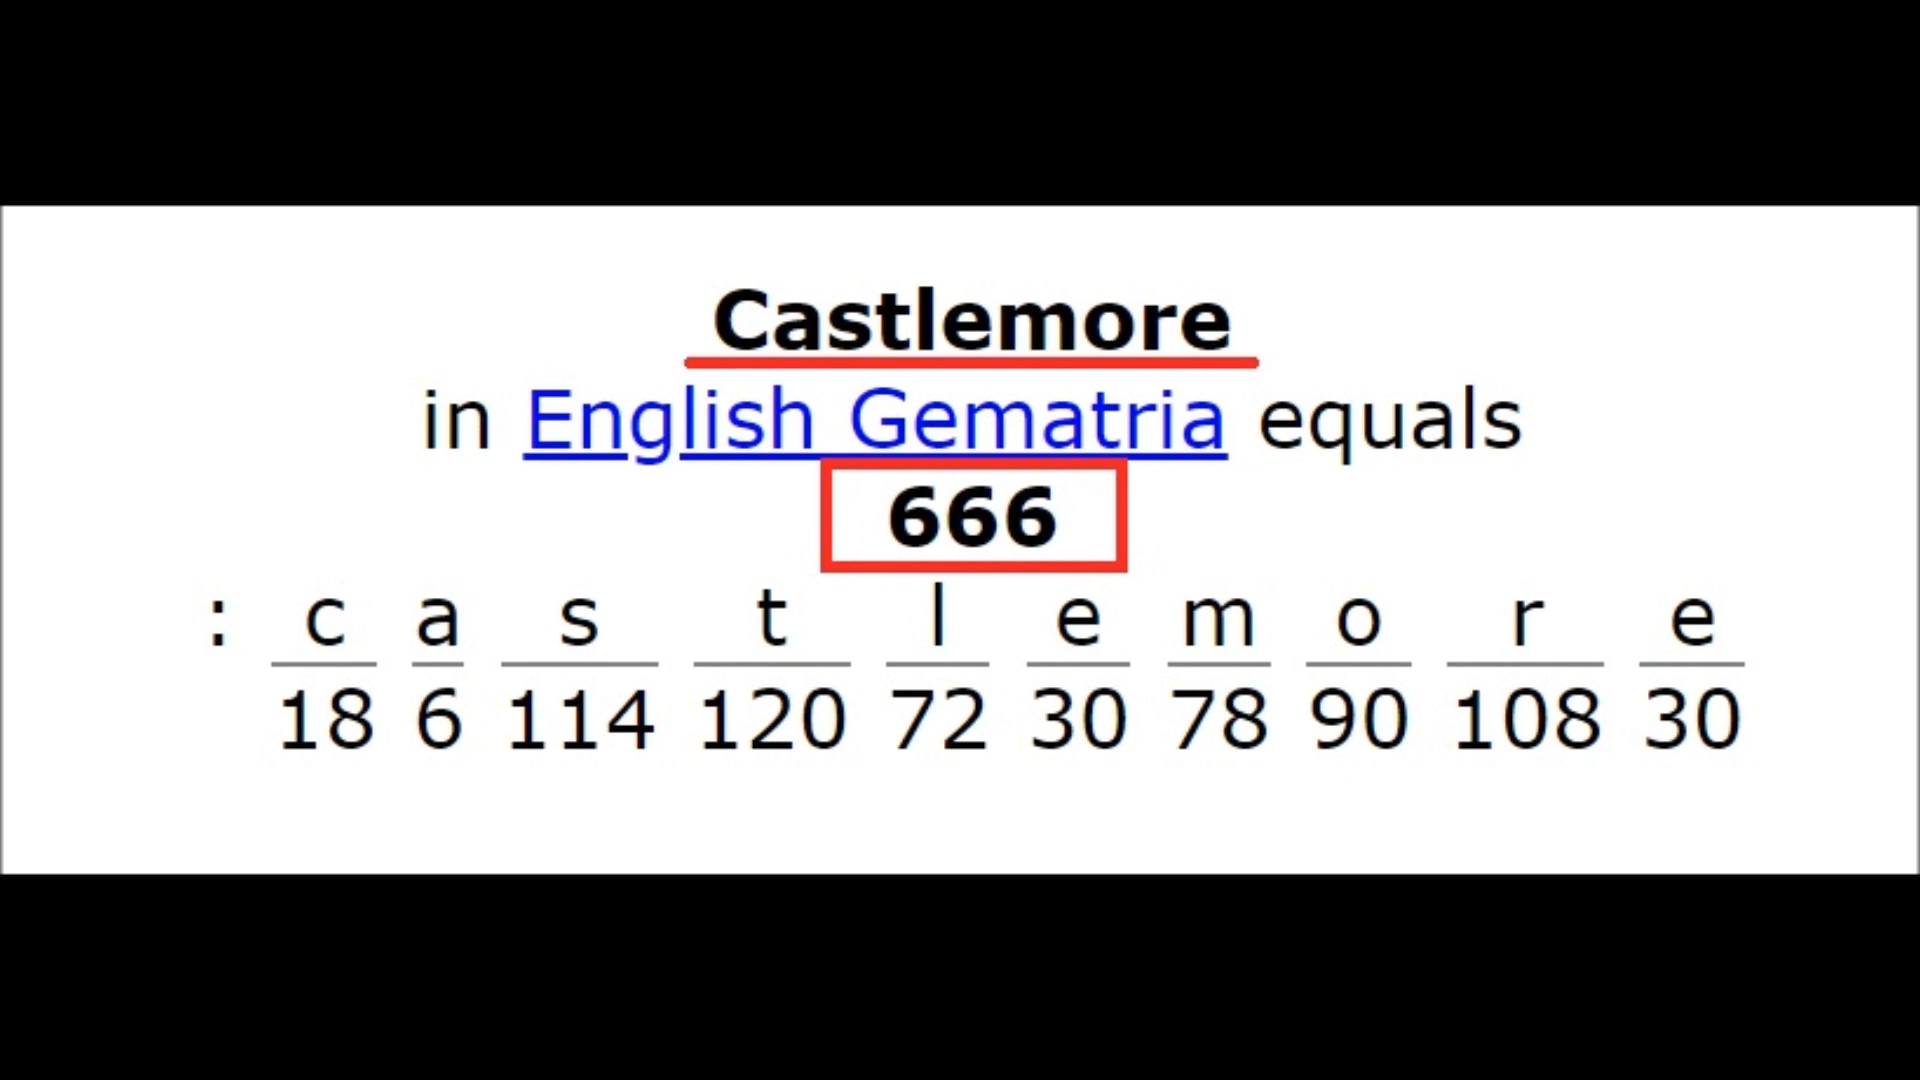 Castlemore
in English Gematria equals
666
: c a s t l e m o r e
18 6 114 120 72 30 78 90 108 30